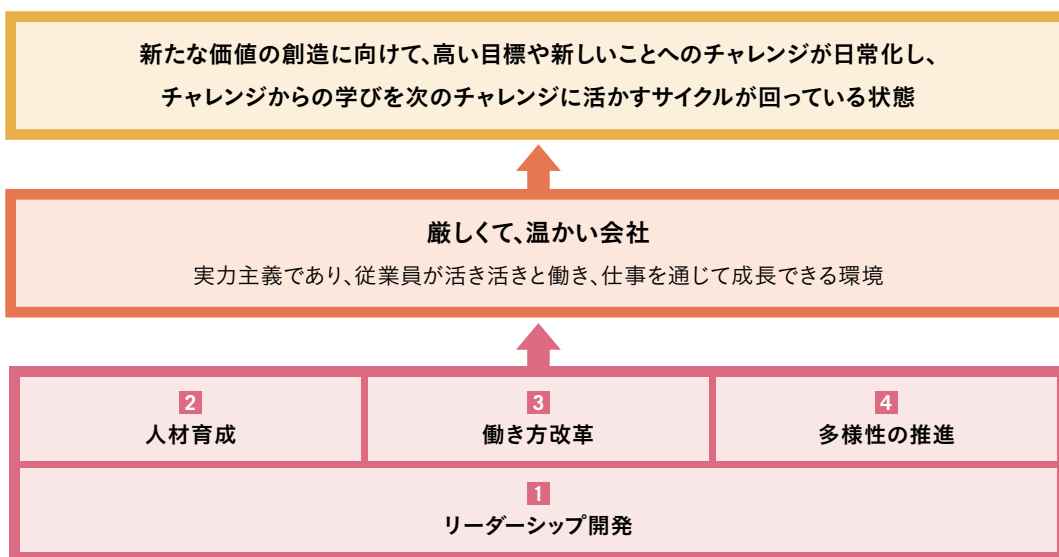 新たな価値の創造に向けて、高い目標や新しいことへのチャレンジが日常化し、
チャレンジからの学びを次のチャレンジに活かすサイクルが回っている状態
厳しくて、温かい会社
実力主義であり、従業員が活き活きと働き、仕事を通じて成長できる環境
2
人材育成
3
働き方改革
4
多様性の推進
1
リーダーシップ開発